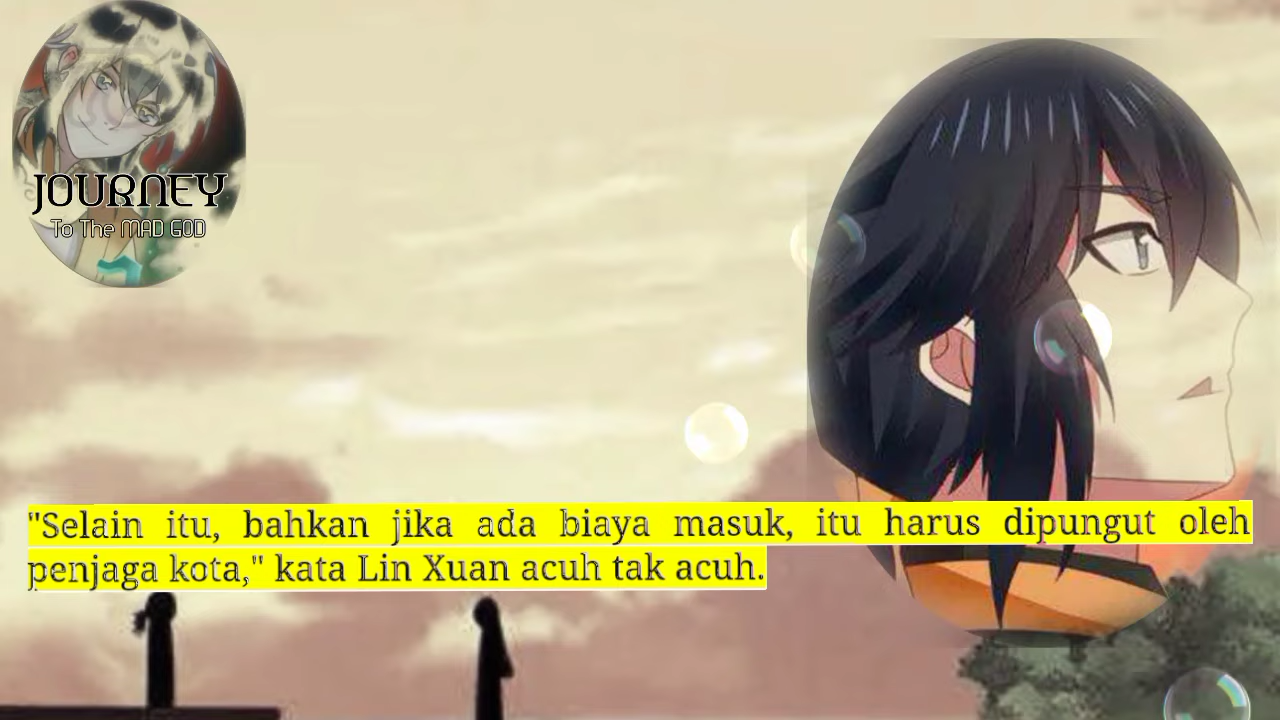 JOURNEY
To The MAD GOD
"Selain itu, bahkan jika ada biaya masuk, itu harus dipungut oleh
penjaga kota," kata Lin Xuan acuh tak acuh.